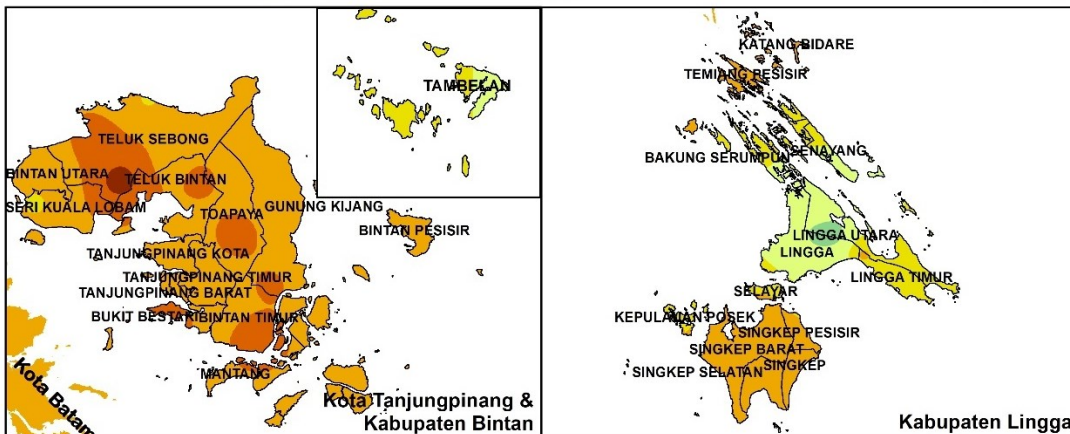 TAMBELAN
TELUK SEBONG
BINTAN UTARA
TELUK BINTAN
SERI KUALA LOBAM
TOAPAYA
GUNUNG KIJANG
BINTAN PESISIR
TANJUNGPINANG KOTA
TANJUNGPINANG TIMUR
TANJUNGPINANG BARAT
BUKIT BESTARI
BINTAN TIMUR
MANTANG
Kota Batam
Kota Tanjungpinang &
Kabupaten Bintan
KATANG BIDARE
TEMIANG PESISIR
BAKUNG SERUMPUN
SENAYANG
LINGGA UTARA
LINGGA
LINGGA TIMUR
SELAYAR
KEPULAUAN POSEK
SINGKEP PESISIR
SINGKEP BARAT
SINGKEP
SINGKEP SELATAN
Kabupaten Lingga